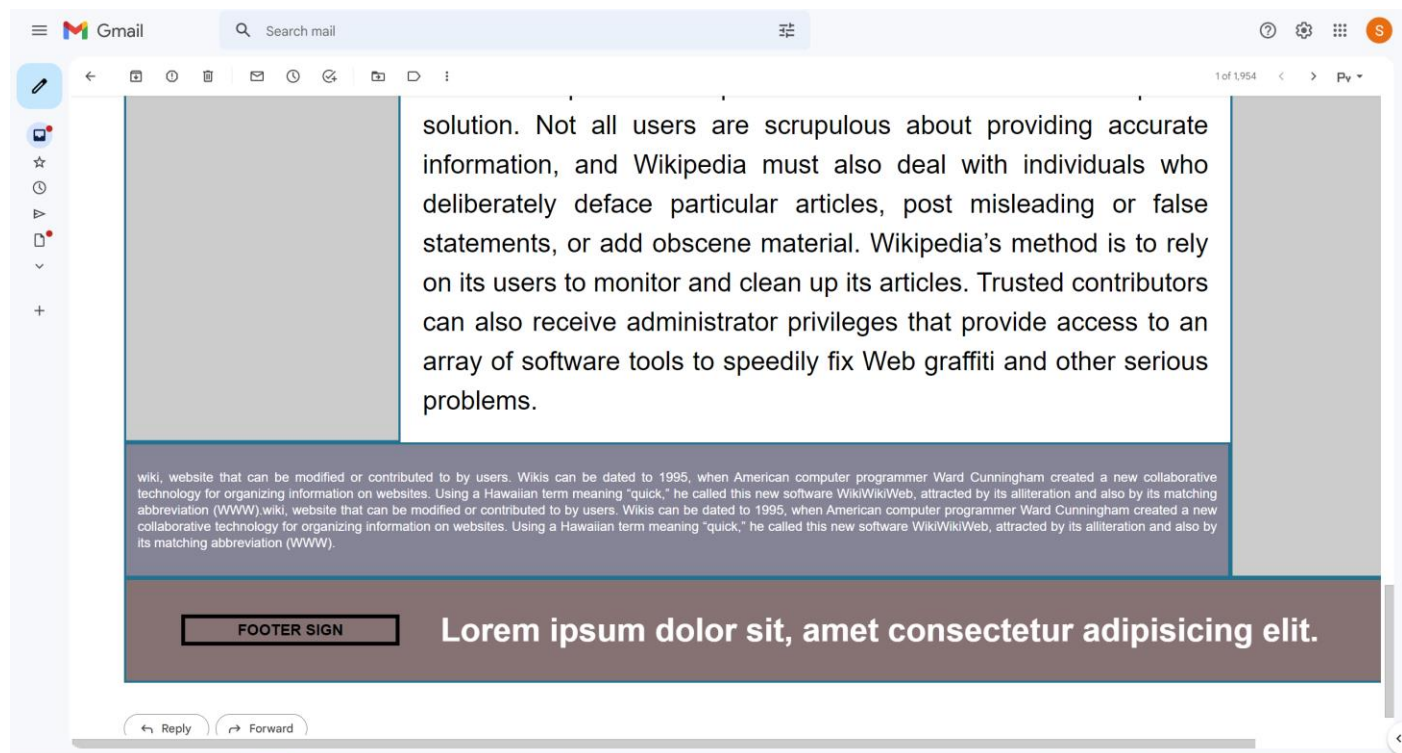 Gmail
Search mail
S
1 of 1,954
solution. Not all users are scrupulous about providing accurate
information, and Wikipedia must also deal with individuals who
deliberately deface particular articles, post misleading or false
statements, or add obscene material. Wikipedia’s method is to rely
on its users to monitor and clean up its articles. Trusted contributors
can also receive administrator privileges that provide access to an
array of software tools to speedily fix Web graffiti and other serious
problems.
wiki, website that can be modified or contributed to by users. Wikis can be dated to 1995, when American computer programmer Ward Cunningham created a new collaborative
technology for organizing information on websites. Using a Hawaiian term meaning “quick,” he called this new software WikiWikiWeb, attracted by its alliteration and also by its matching
abbreviation (WWW).wiki, website that can be modified or contributed to by users. Wikis can be dated to 1995, when American computer programmer Ward Cunningham created a new
collaborative technology for organizing information on websites. Using a Hawaiian term meaning “quick,” he called this new software WikiWikiWeb, attracted by its alliteration and also by
its matching abbreviation (WWW).
FOOTER SIGN
Lorem ipsum dolor sit, amet consectetur adipisicing elit.
Reply
Forward